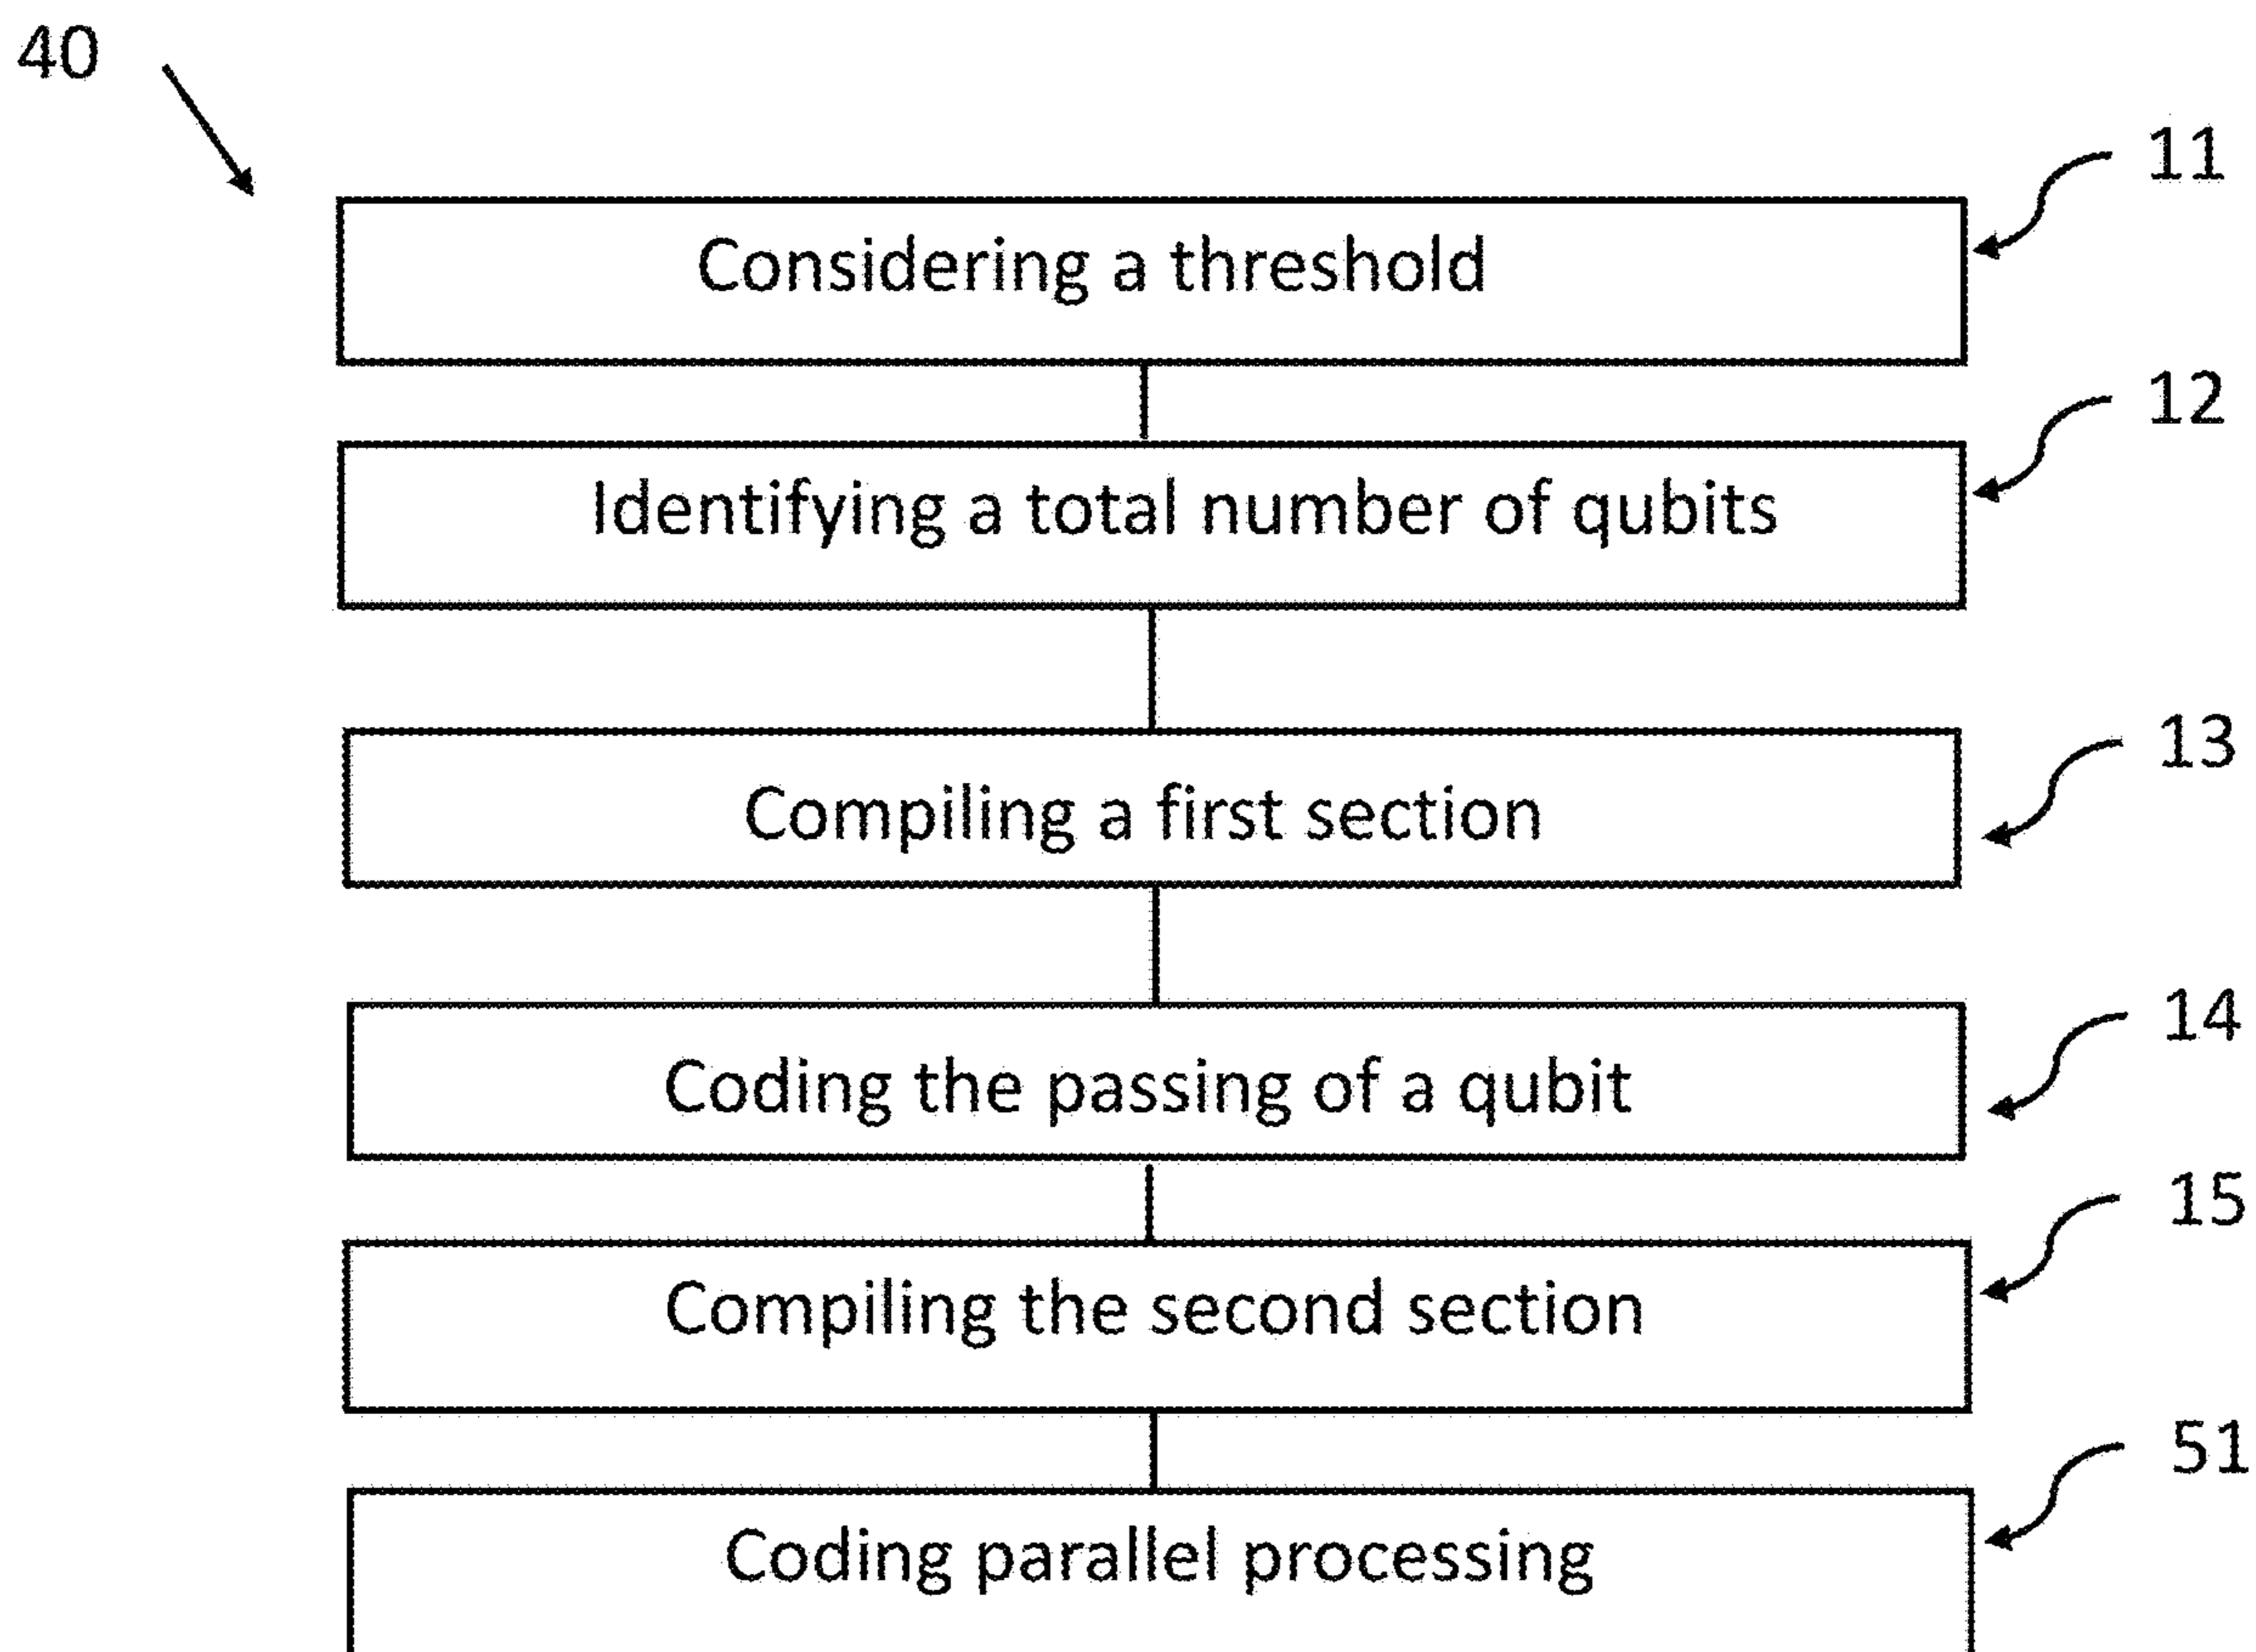 40
11
Considering a threshold
12
Identifying a total number of qubits
13
Compiling a first section
14
Coding the passing of a qubit
15
Compiling the second section
51
Coding parallel processing